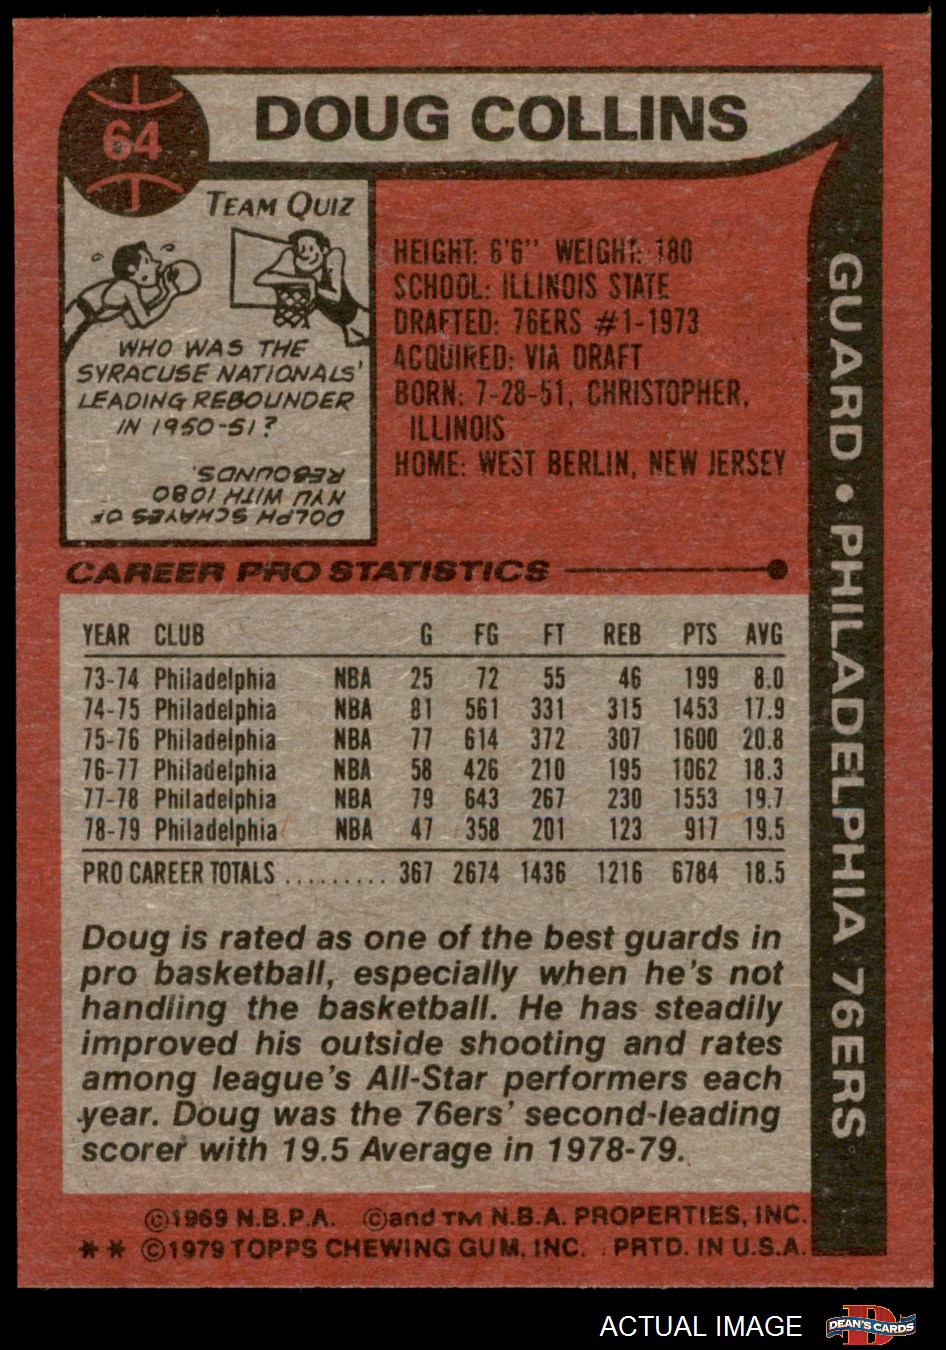 64
DOUG COLLINS
TEAM QUIZ
WHO WAS THE
SYRACUSE NATIONALS'
LEADING REBOUNDER
IN 1950-51?
DOLPH SCHAYES OF
NYU WITH 1080
REBOUNDS.
HEIGHT: 6'6" WEIGHT: 180
SCHOOL: ILLINOIS STATE
DRAFTED: 76ERS #1-1973
ACQUIRED: VIA DRAFT
BORN: 7-28-51, CHRISTOPHER,
ILLINOIS
HOME: WEST BERLIN, NEW JERSEY
GUARD • PHILADELPHIA 76ERS
CAREER PRO STATISTICS
YEAR CLUB G FG FT REB PTS AVG
73-74 Philadelphia NBA 25 72 55 46 199 8.0
74-75 Philadelphia NBA 81 561 331 315 1453 17.9
75-76 Philadelphia NBA 77 614 372 307 1600 20.8
76-77 Philadelphia NBA 58 426 210 195 1062 18.3
77-78 Philadelphia NBA 79 643 267 230 1553 19.7
78-79 Philadelphia NBA 47 358 201 123 917 19.5
PRO CAREER TOTALS .......... 367 2674 1436 1216 6784 18.5
Doug is rated as one of the best guards in
pro basketball, especially when he's not
handling the basketball. He has steadily
improved his outside shooting and rates
among league's All-Star performers each
year. Doug was the 76ers' second-leading
scorer with 19.5 Average in 1978-79.
©1969 N.B.P.A. ©and TM N.B.A. PROPERTIES, INC.
** ©1979 TOPPS CHEWING GUM, INC. PRTD. IN U.S.A.
ACTUAL IMAGE
D
DEAN'S CARDS